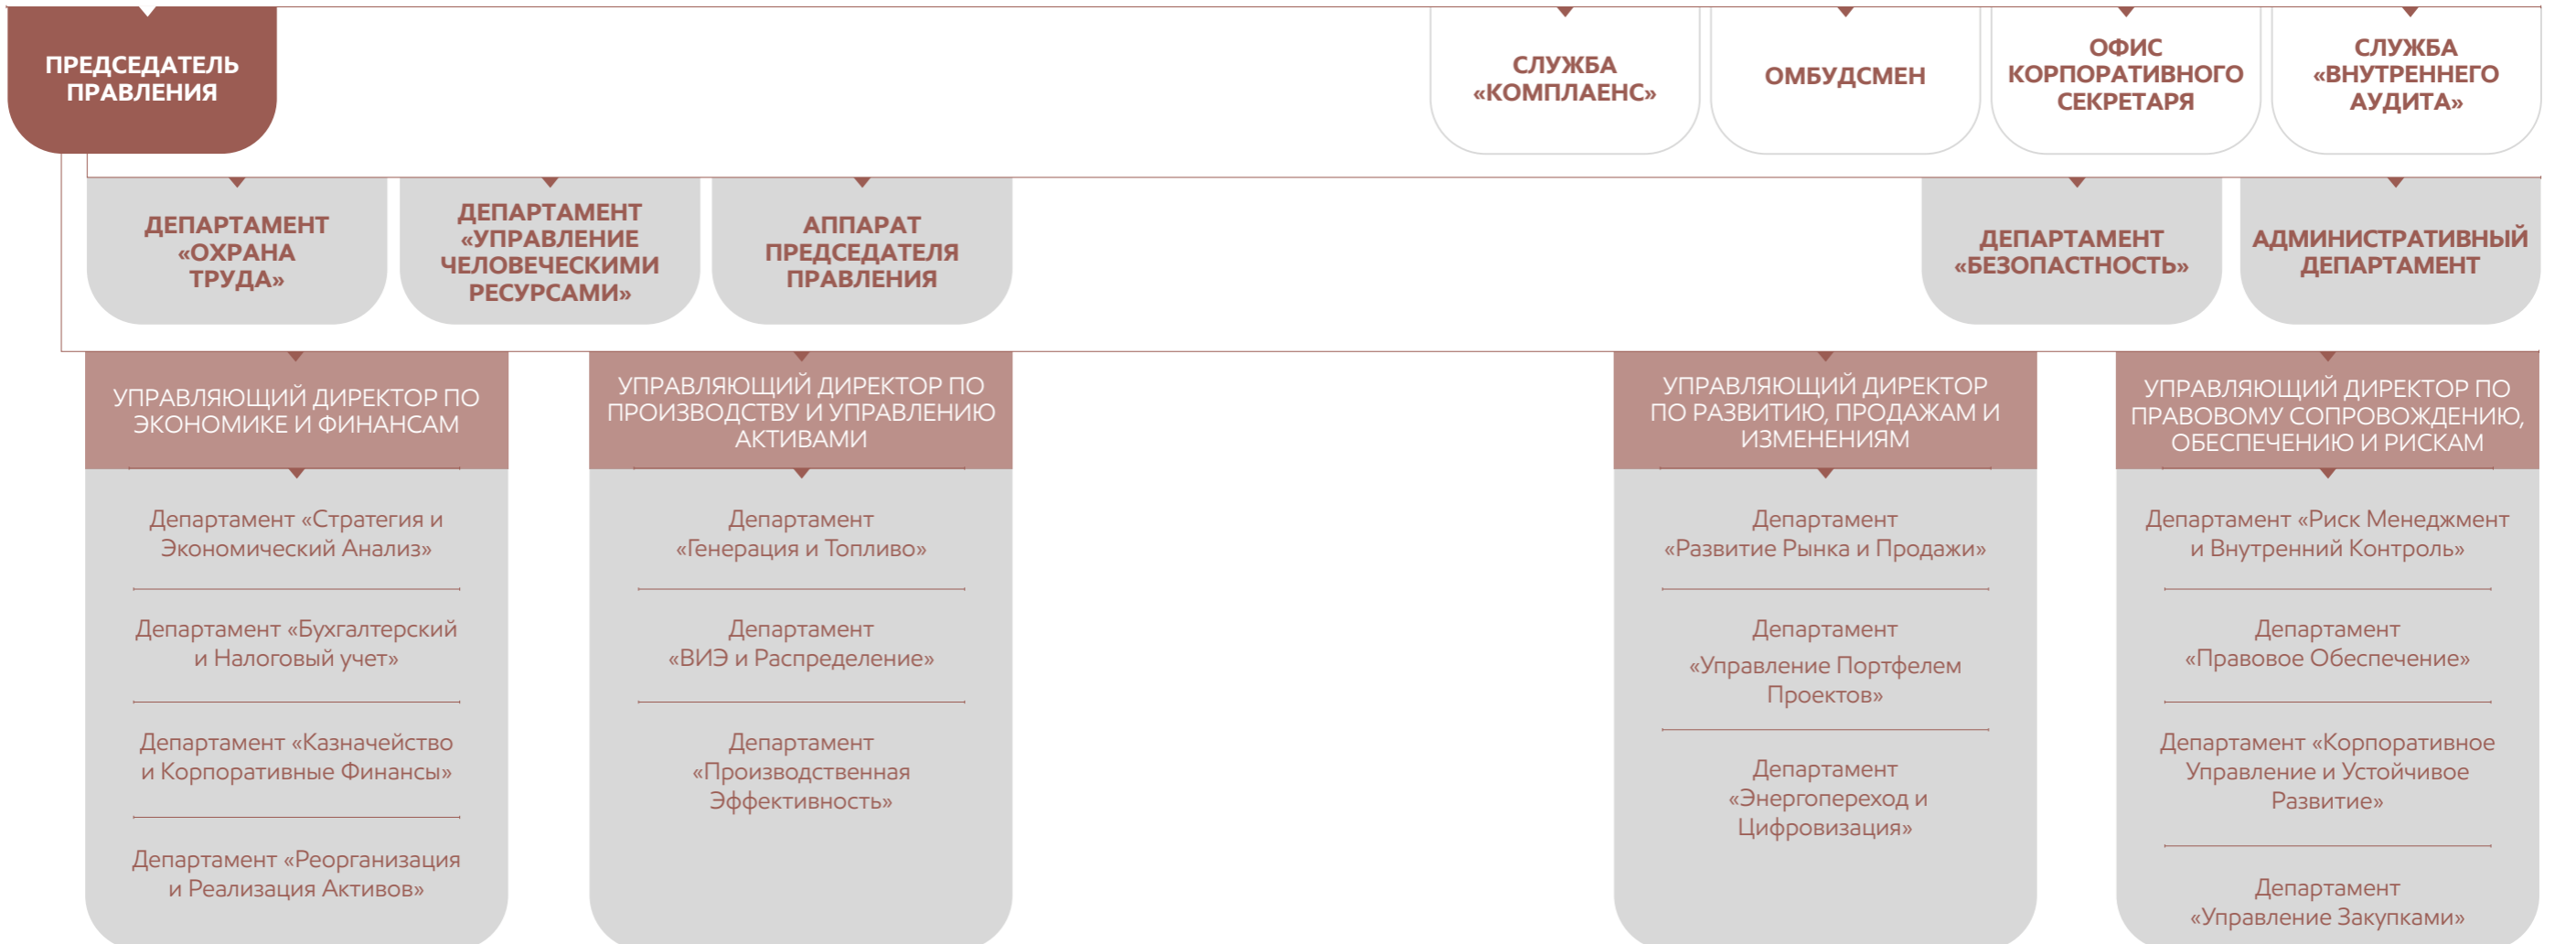 ПРЕДСЕДАТЕЛЬ
ПРАВЛЕНИЯ
СЛУЖБА
«КОМПЛАЕНС»
ОМБУДСМЕН
ОФИС
КОРПОРАТИВНОГО
СЕКРЕТАРЯ
СЛУЖБА
«ВНУТРЕННЕГО
АУДИТА»
ДЕПАРТАМЕНТ
«ОХРАНА
ТРУДА»
ДЕПАРТАМЕНТ
«УПРАВЛЕНИЕ
ЧЕЛОВЕЧЕСКИМИ
РЕСУРСАМИ»
АППАРАТ
ПРЕДСЕДАТЕЛЯ
ПРАВЛЕНИЯ
ДЕПАРТАМЕНТ
«БЕЗОПАСТНОСТЬ»
АДМИНИСТРАТИВНЫЙ
ДЕПАРТАМЕНТ
УПРАВЛЯЮЩИЙ ДИРЕКТОР ПО
ЭКОНОМИКЕ И ФИНАНСАМ
Департамент «Стратегия и
Экономический Анализ»
Департамент «Бухгалтерский
и Налоговый учет»
Департамент «Казначейство
и Корпоративные Финансы»
Департамент «Реорганизация
и Реализация Активов»
УПРАВЛЯЮЩИЙ ДИРЕКТОР ПО
ПРОИЗВОДСТВУ И УПРАВЛЕНИЮ
АКТИВАМИ
Департамент
«Генерация и Топливо»
Департамент
«ВИЭ и Распределение»
Департамент
«Производственная
Эффективность»
УПРАВЛЯЮЩИЙ ДИРЕКТОР
ПО РАЗВИТИЮ, ПРОДАЖАМ И
ИЗМЕНЕНИЯМ
Департамент
«Развитие Рынка и Продажи»
Департамент
«Управление Портфелем
Проектов»
Департамент
«Энергопереход и
Цифровизация»
УПРАВЛЯЮЩИЙ ДИРЕКТОР ПО
ПРАВОВОМУ СОПРОВОЖДЕНИЮ,
ОБЕСПЕЧЕНИЮ И РИСКАМ
Департамент «Риск Менеджмент
и Внутренний Контроль»
Департамент
«Правовое Обеспечение»
Департамент «Корпоративное
Управление и Устойчивое
Развитие»
Департамент
«Управление Закупками»